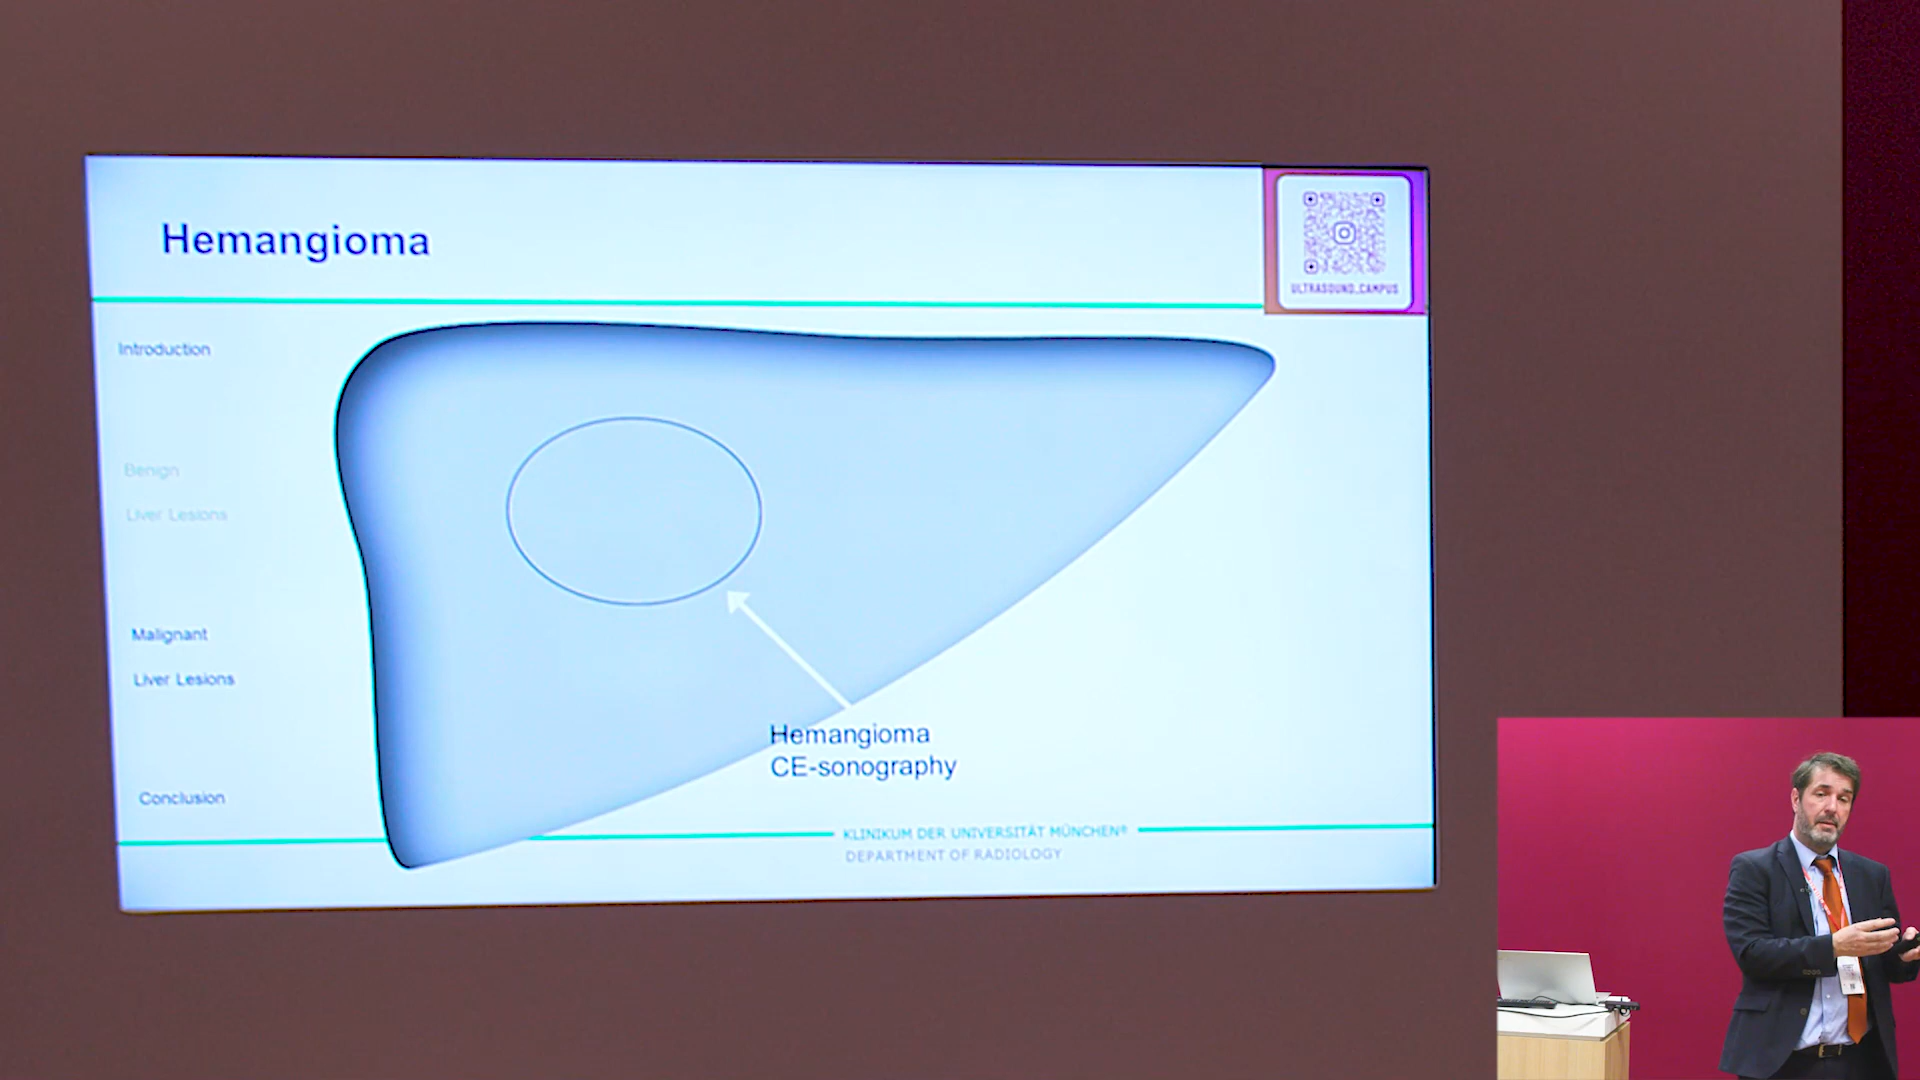 Hemangioma
ULTRASOUND_CAMPUS
Introduction
Benign
Liver Lesions
Malignant
Liver Lesions
Conclusion
Hemangioma
CE-sonography
KLINIKUM DER UNIVERSITÄT MÜNCHEN®
DEPARTMENT OF RADIOLOGY